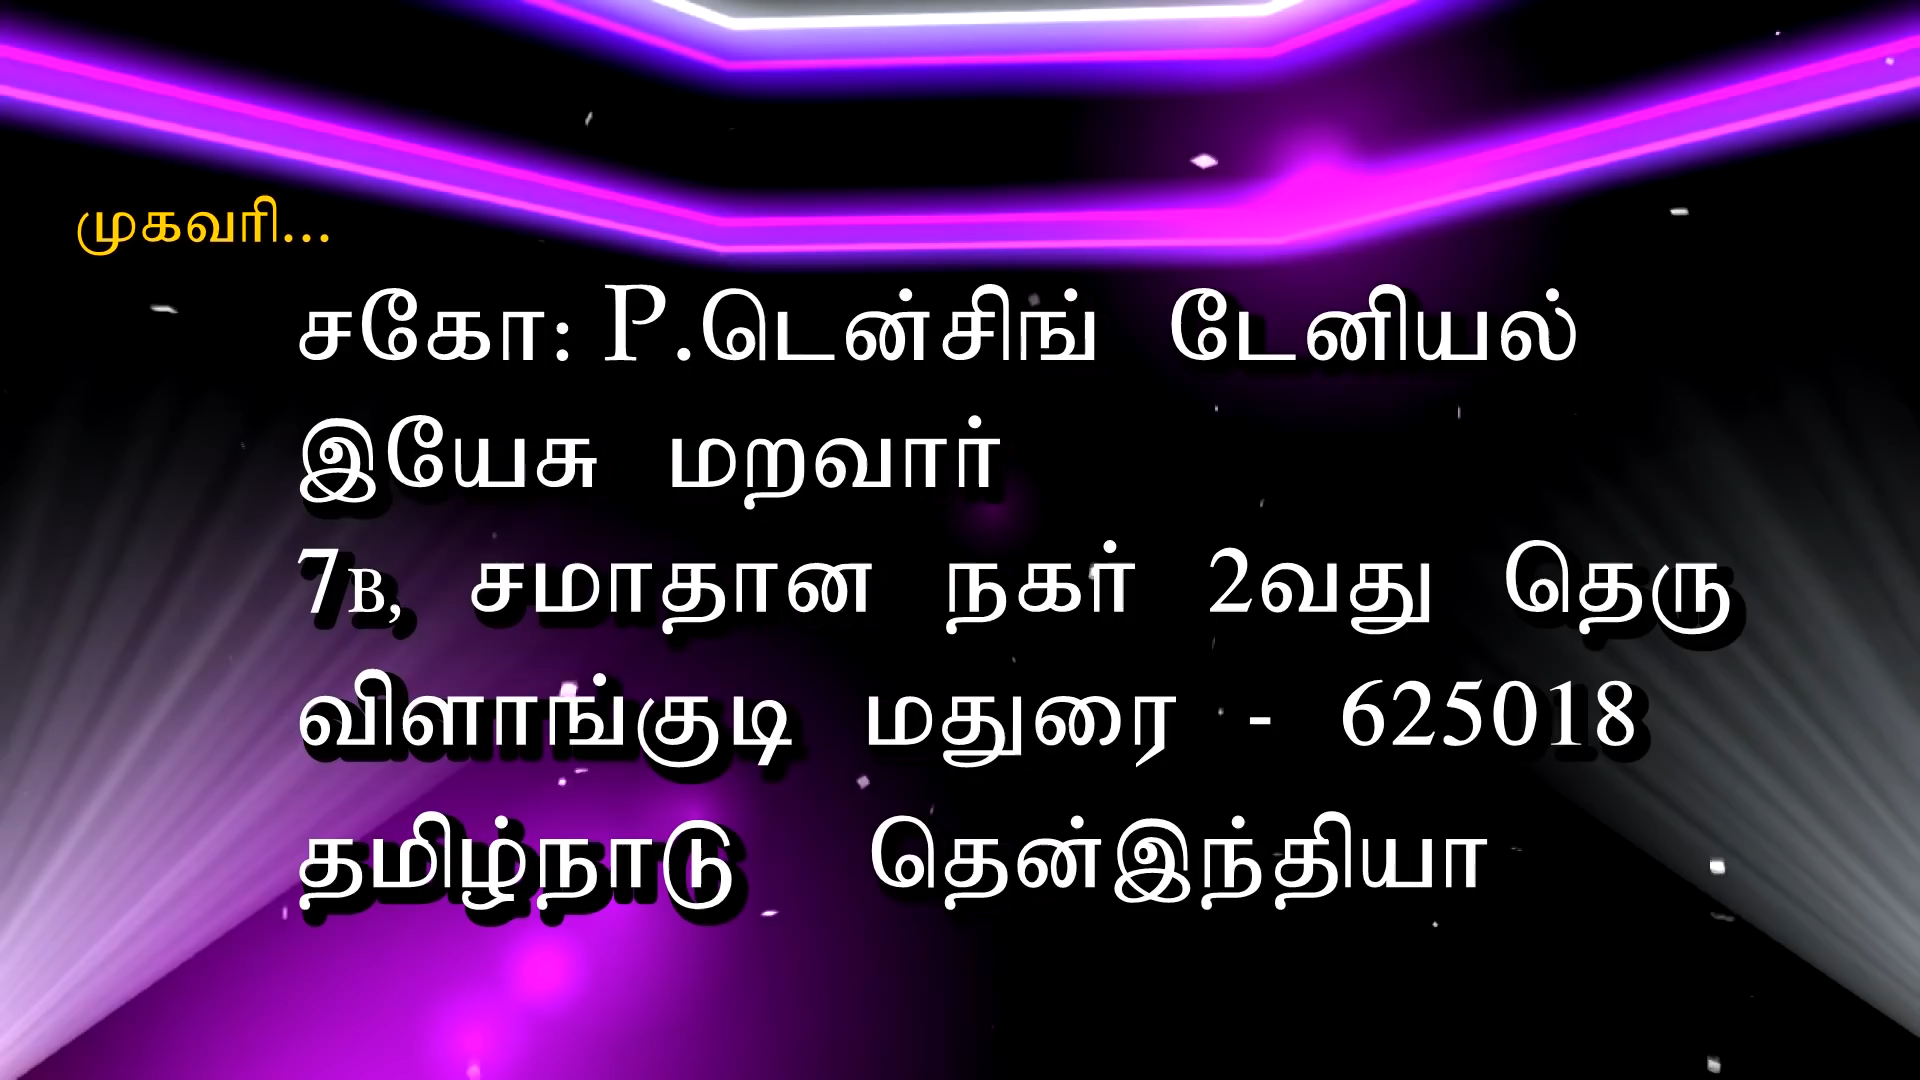 முகவரி...
சகோ: P.டென்சிங் டேனியல்
இயேசு மறவார்
7B, சமாதான நகர் 2வது தெரு
விளாங்குடி மதுரை - 625018
தமிழ்நாடு தென்இந்தியா